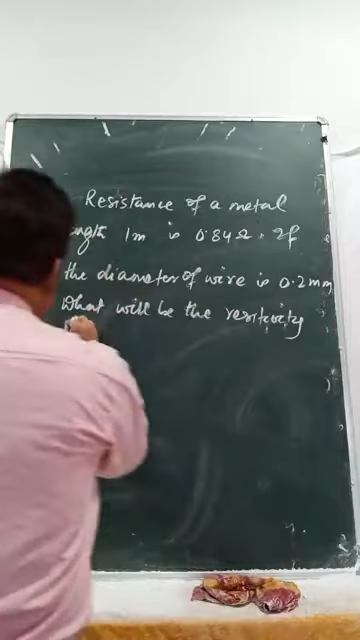 Resistance of a metal
ngth 1m is 0.84Ω. If
the diameter of wire is 0.2mm
What will be the resitivity